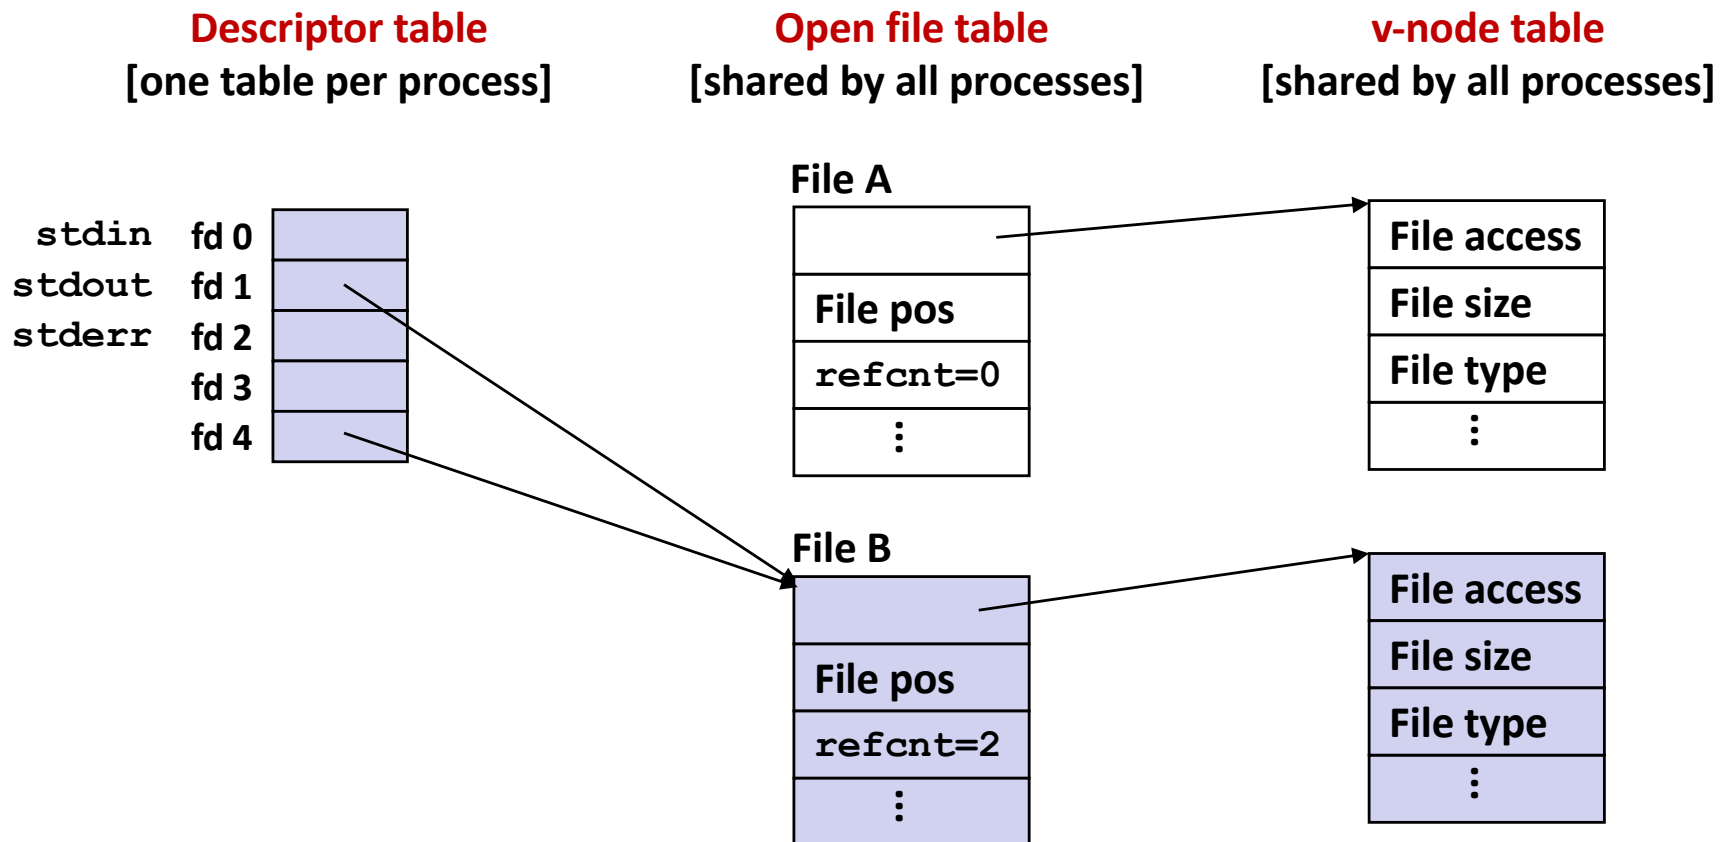 Descriptor table
[one table per process]
Open file table
[shared by all processes]
v-node table
[shared by all processes]
stdin fd 0
stdout fd 1
stderr fd 2
fd 3
fd 4
File A
File pos
refcnt=0
⋮
File access
File size
File type
⋮
File B
File pos
refcnt=2
⋮
File access
File size
File type
⋮